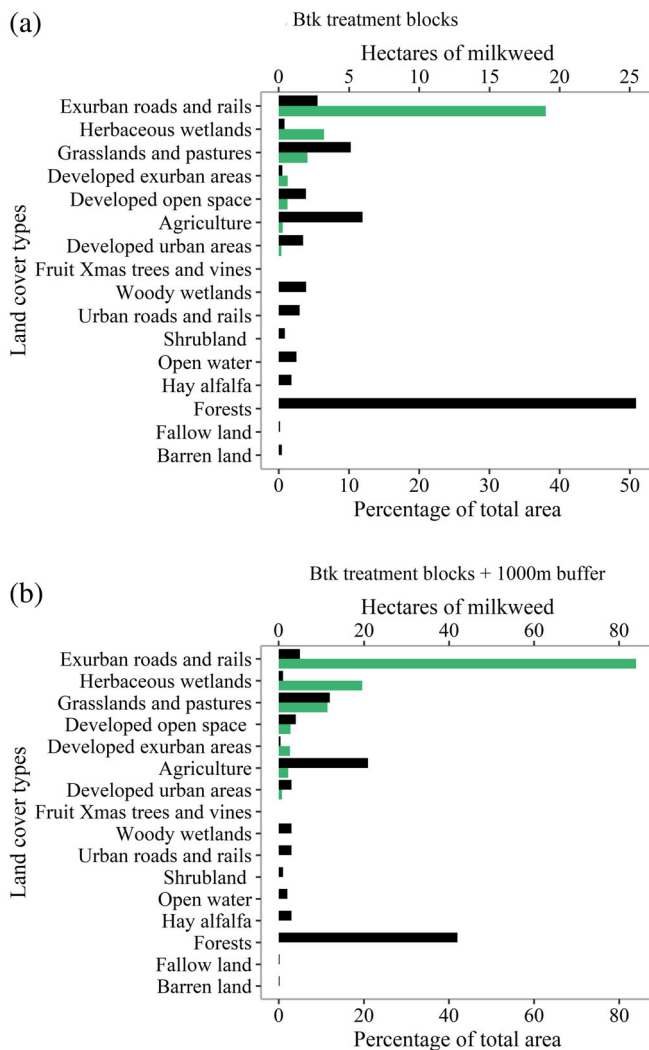 (a)
Btk treatment blocks
Hectares of milkweed
0 5 10 15 20 25
Exurban roads and rails
Herbaceous wetlands
Grasslands and pastures
Developed exurban areas
Developed open space
Agriculture
Developed urban areas
Fruit Xmas trees and vines
Woody wetlands
Urban roads and rails
Shrubland
Open water
Hay alfalfa
Forests
Fallow land
Barren land
Land cover types
0 10 20 30 40 50
Percentage of total area
(b)
Btk treatment blocks + 1000m buffer
Hectares of milkweed
0 20 40 60 80
Exurban roads and rails
Herbaceous wetlands
Grasslands and pastures
Developed open space
Developed exurban areas
Agriculture
Developed urban areas
Fruit Xmas trees and vines
Woody wetlands
Urban roads and rails
Shrubland
Open water
Hay alfalfa
Forests
Fallow land
Barren land
Land cover types
0 20 40 60 80
Percentage of total area